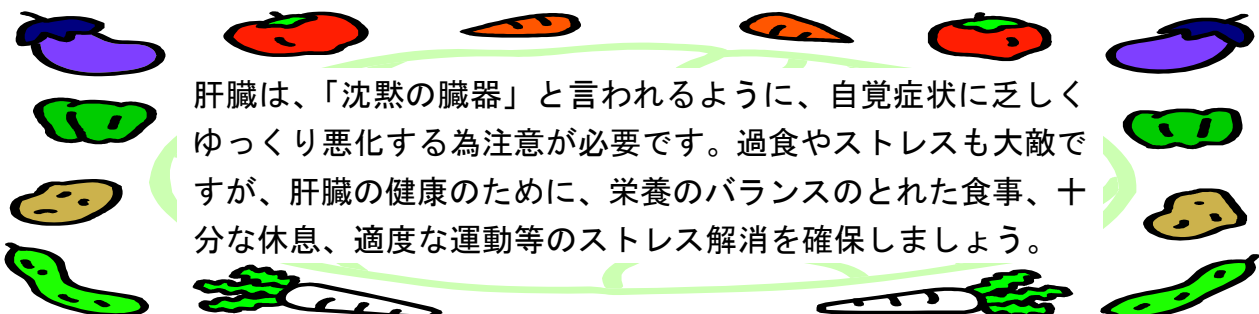 肝臓は、「沈黙の臓器」と言われるように、自覚症状に乏しく
ゆっくり悪化する為注意が必要です。過食やストレスも大敵で
すが、肝臓の健康のために、栄養のバランスのとれた食事、十
分な休息、適度な運動等のストレス解消を確保しましょう。